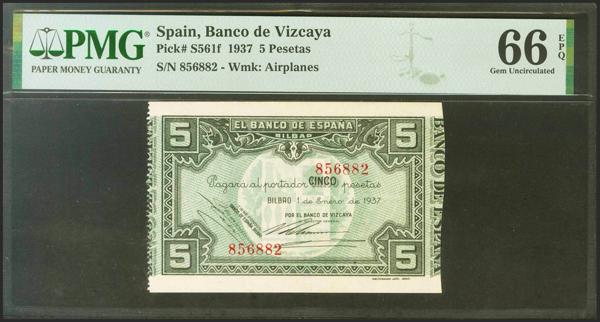 PMG
PAPER MONEY GUARANTY
Spain, Banco de Vizcaya
Pick# S561f 1937 5 Pesetas
S/N 856882 - Wmk: Airplanes
66 EPQ
Gem Uncirculated
EL BANCO DE ESPAÑA
BILBAO
5 5
856882
Pagará al portador CINCO pesetas
BILBAO 1 de Enero de 1937
POR EL BANCO DE VIZCAYA
856882
5 5
BANCO DE ESPAÑA